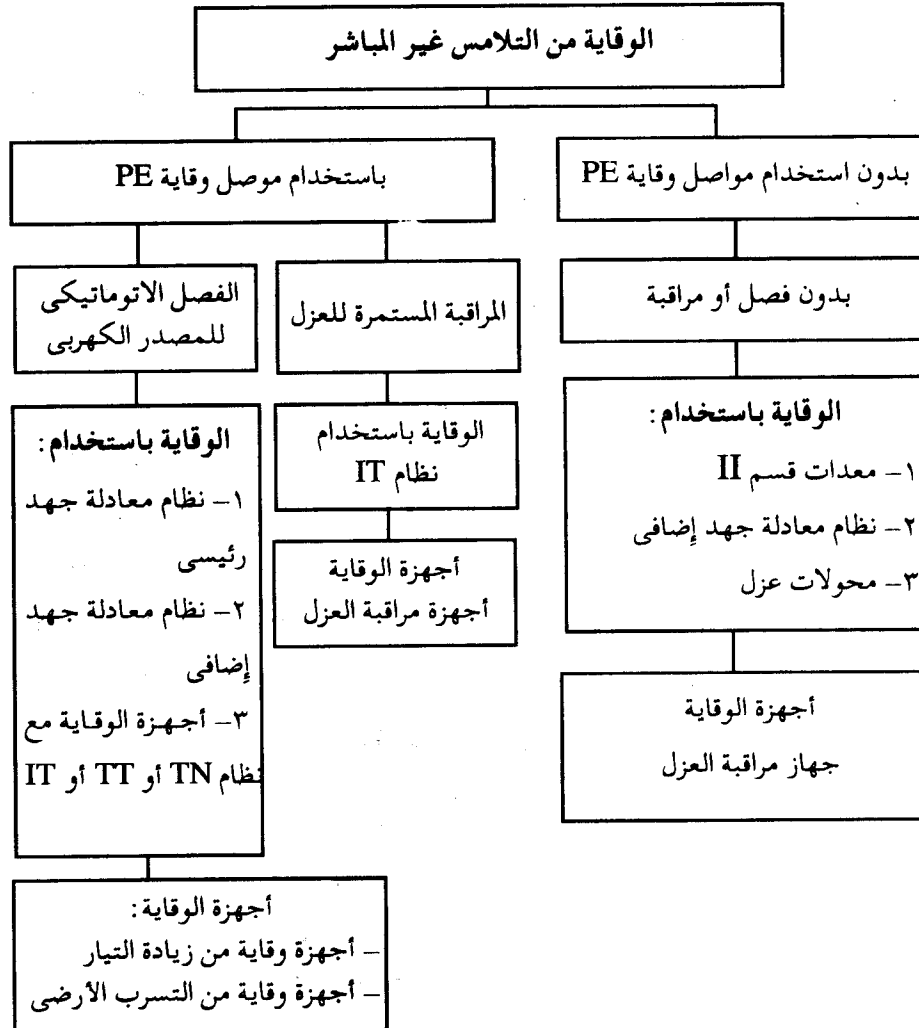 الوقاية من التلامس غير المباشر
بدون استخدام مواصل وقاية PE
باستخدام موصل وقاية PE
بدون فصل أو مراقبة
المراقبة المستمرة للعزل
الفصل الاتوماتيكى
للمصدر الكهربى
الوقاية باستخدام:
١– معدات قسم II
٢– نظام معادلة جهد إضافى
٣– محولات عزل
أجهزة الوقاية
جهاز مراقبة العزل
الوقاية باستخدام
نظام IT
أجهزة الوقاية
أجهزة مراقبة العزل
الوقاية باستخدام:
١– نظام معادلة جهد
رئيسى
٢– نظام معادلة جهد
إضافى
٣– أجهزة الوقاية مع
نظام TN أو TT أو IT
أجهزة الوقاية:
– أجهزة وقاية من زيادة التيار
– أجهزة وقاية من التسرب الأرضى